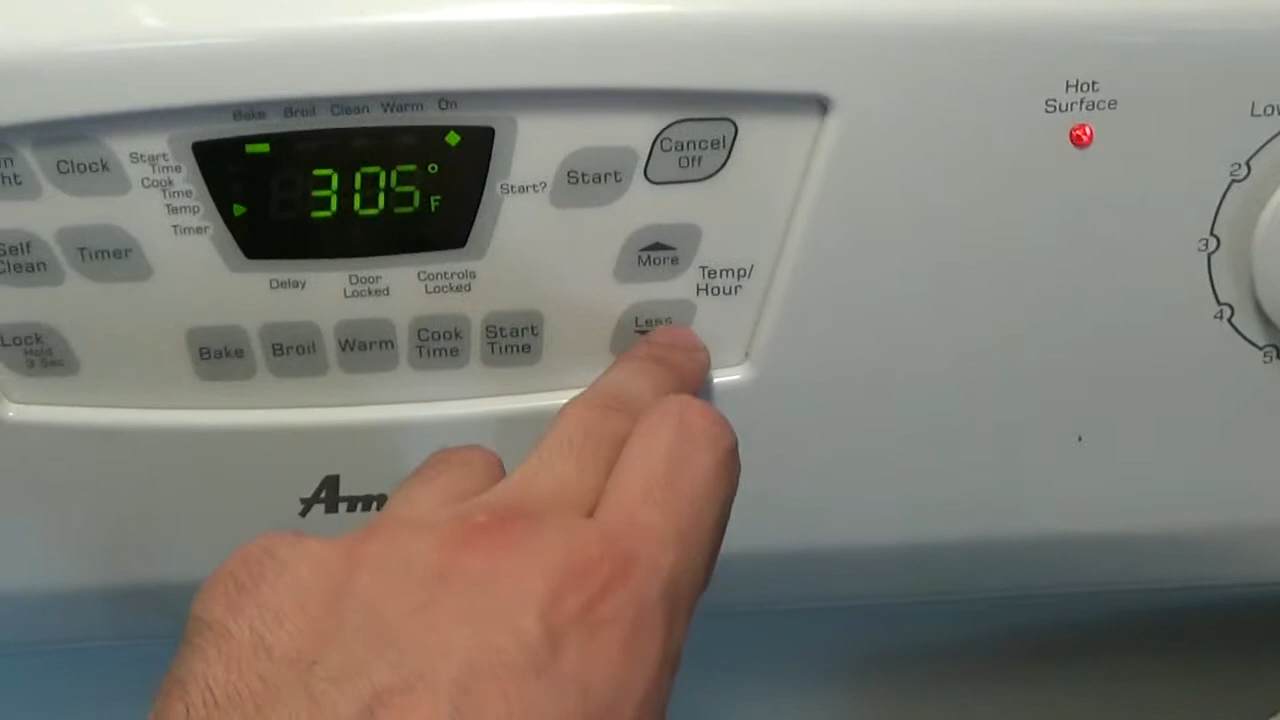 Bake Broil Clean Warm On
Clock
Start Time
Cook Time
Temp
Timer
305°F
Start?
Start
Cancel
Off
Self
Clean
Timer
More
Temp/
Hour
Less
Delay
Door
Locked
Controls
Locked
Lock
Hold
3 Sec
Bake
Broil
Warm
Cook
Time
Start
Time
Hot
Surface
2
3
4
5